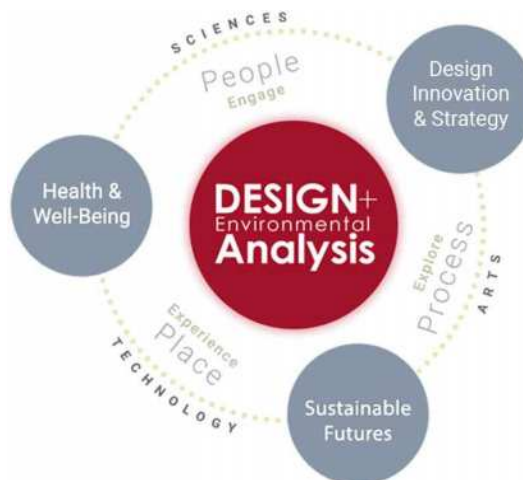 SCIENCES
People
Engage
Design
Innovation
& Strategy
Health &
Well-Being
DESIGN+
Environmental
Analysis
Explore
Process
ARTS
Experience
Place
TECHNOLOGY
Sustainable
Futures